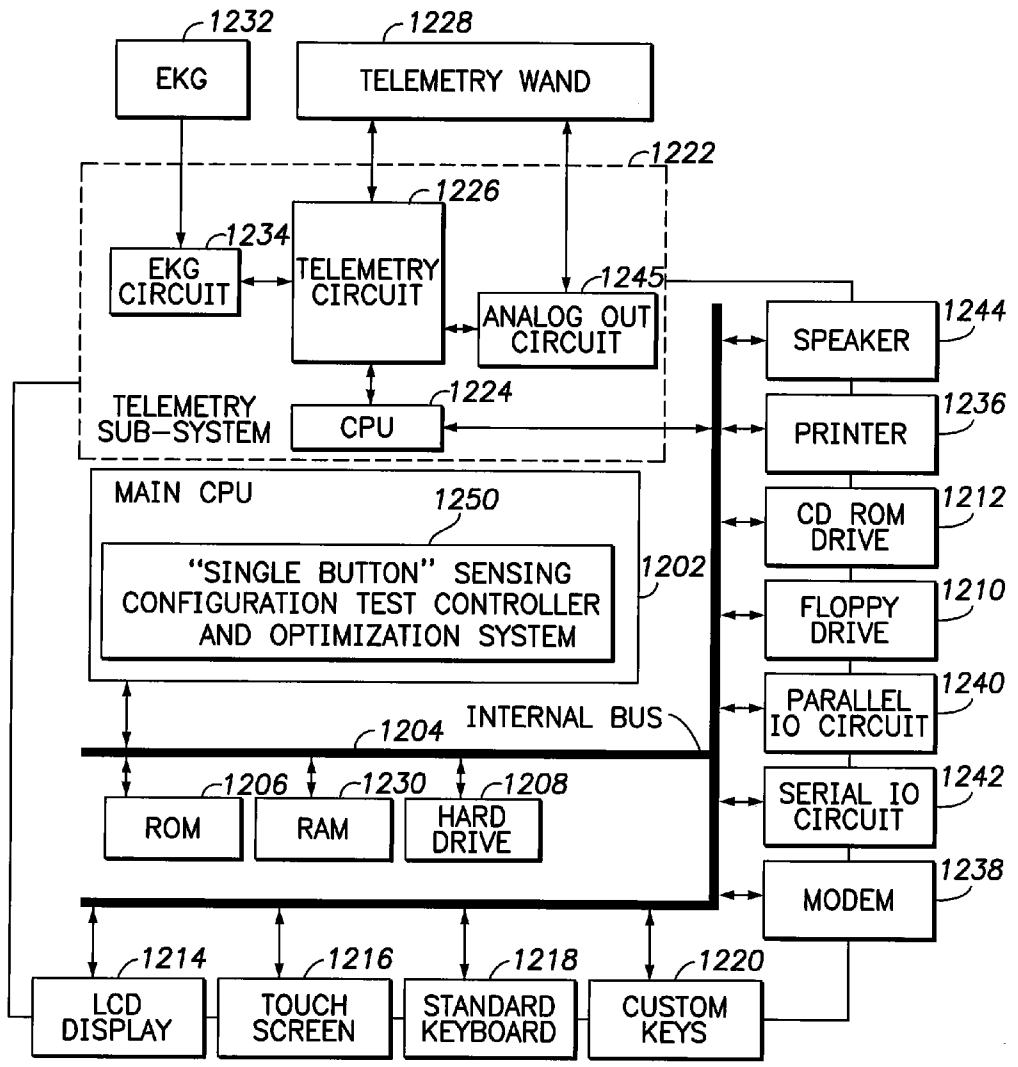 1232
1228
EKG
TELEMETRY WAND
1222
1226
1234
EKG
CIRCUIT
TELEMETRY
CIRCUIT
1245
ANALOG OUT
CIRCUIT
1244
SPEAKER
1224
CPU
TELEMETRY
SUB-SYSTEM
1236
PRINTER
MAIN CPU
1250
"SINGLE BUTTON" SENSING
CONFIGURATION TEST CONTROLLER
AND OPTIMIZATION SYSTEM
1202
1212
CD ROM
DRIVE
1210
FLOPPY
DRIVE
1240
PARALLEL
IO CIRCUIT
INTERNAL BUS
1204
1206
ROM
1230
RAM
1208
HARD
DRIVE
1242
SERIAL IO
CIRCUIT
1238
MODEM
1214
LCD
DISPLAY
1216
TOUCH
SCREEN
1218
STANDARD
KEYBOARD
1220
CUSTOM
KEYS